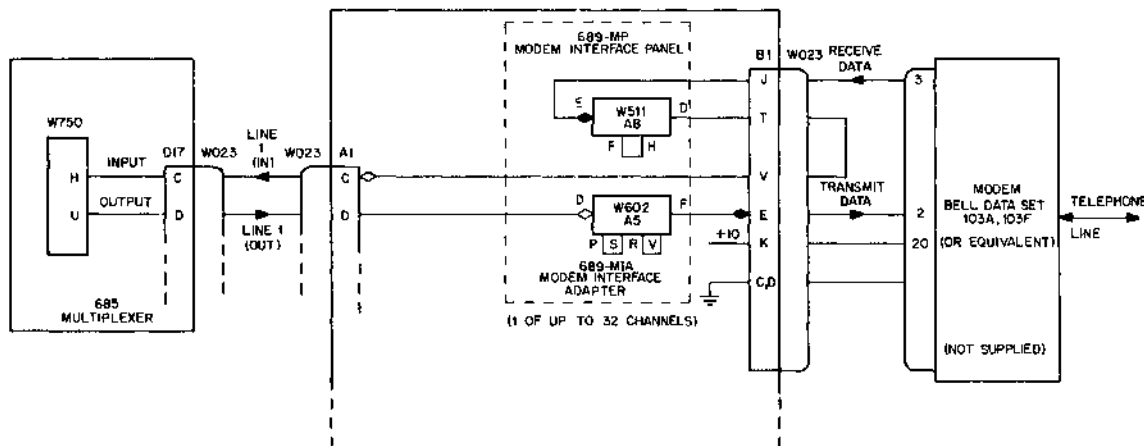 689-MP
MODEM INTERFACE PANEL
B1
W023
RECEIVE
DATA
J
3
W750
D17
W023
LINE
1
(IN)
W023
A1
E
W511
A8
D
T
F
H
INPUT
H
C
C
V
OUTPUT
U
D
LINE 1
(OUT)
D
D
W602
A5
F
E
TRANSMIT
DATA
2
MODEM
BELL DATA SET
103A, 103F
(OR EQUIVALENT)
TELEPHONE
LINE
P
S
R
V
+10
K
20
689-MIA
MODEM INTERFACE
ADAPTER
C,D
685
MULTIPLEXER
(1 OF UP TO 32 CHANNELS)
(NOT SUPPLIED)